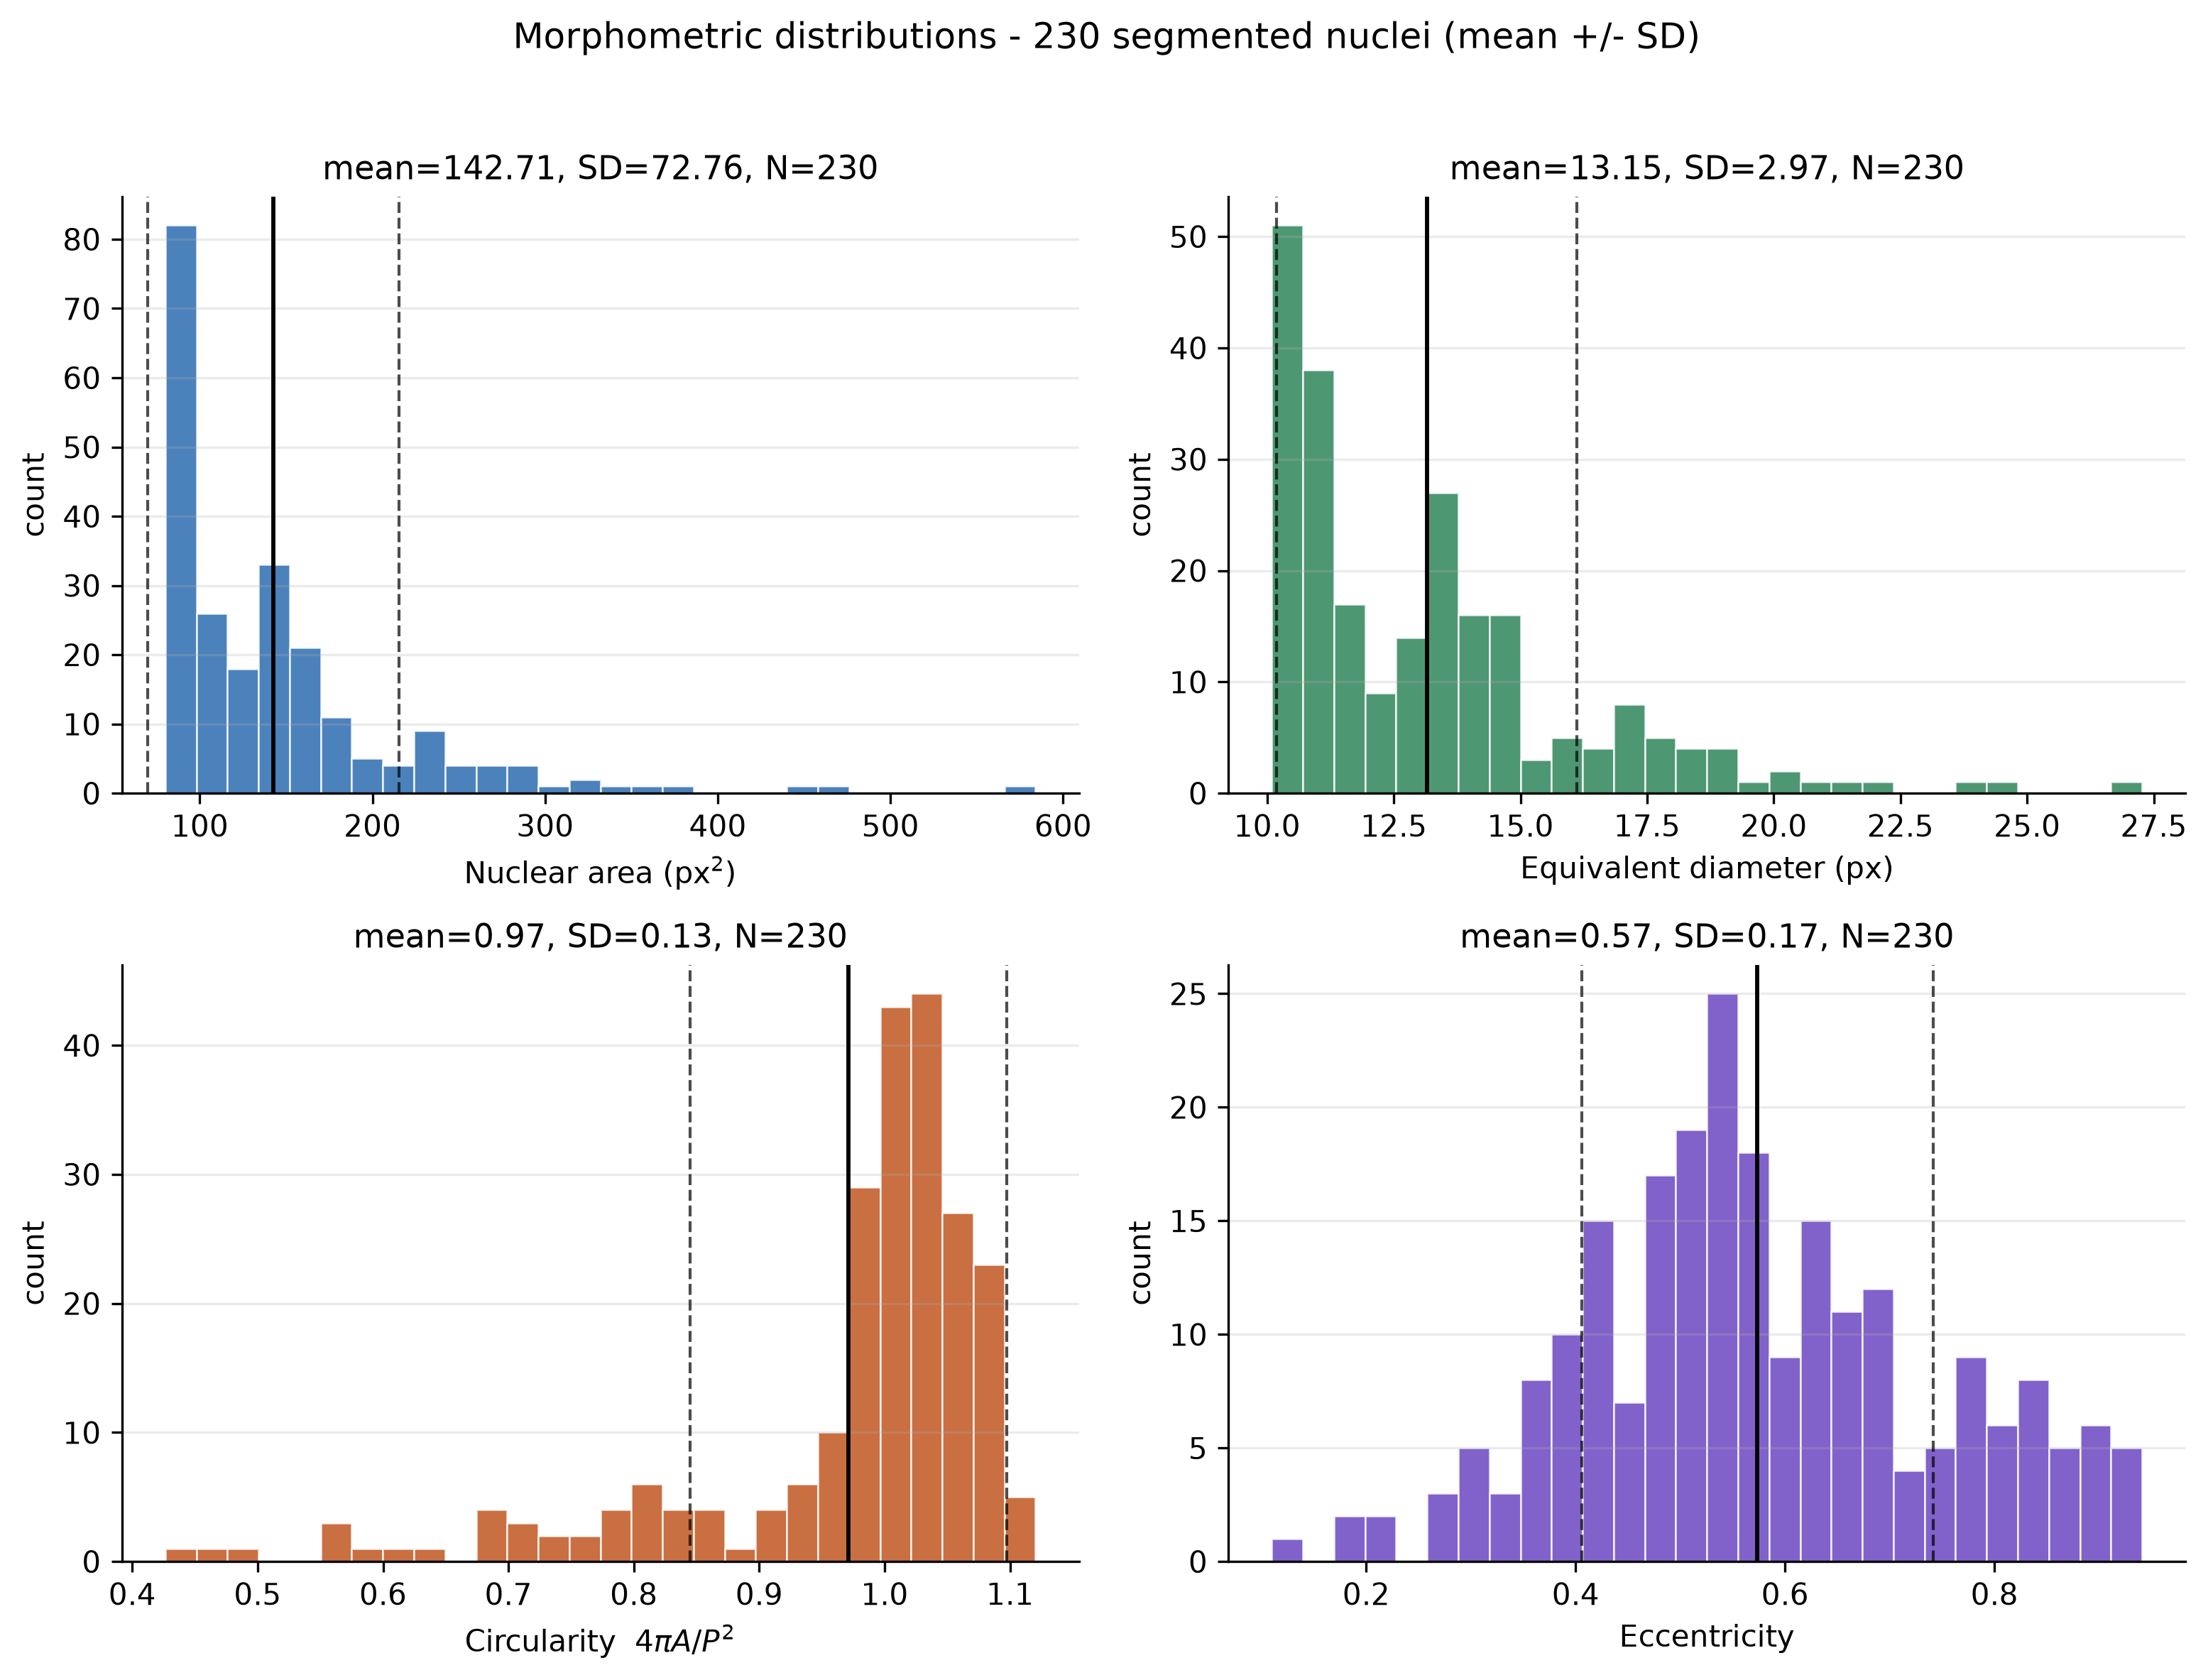 Morphometric distributions - 230 segmented nuclei (mean +/- SD)
mean=142.71, SD=72.76, N=230
80
70
60
50
40
30
20
10
0
count
100 200 300 400 500 600
Nuclear area (px²)
mean=13.15, SD=2.97, N=230
50
40
30
20
10
0
count
10.0 12.5 15.0 17.5 20.0 22.5 25.0 27.5
Equivalent diameter (px)
mean=0.97, SD=0.13, N=230
40
30
20
10
0
count
0.4 0.5 0.6 0.7 0.8 0.9 1.0 1.1
Circularity 4πA/P²
mean=0.57, SD=0.17, N=230
25
20
15
10
5
0
count
0.2 0.4 0.6 0.8
Eccentricity